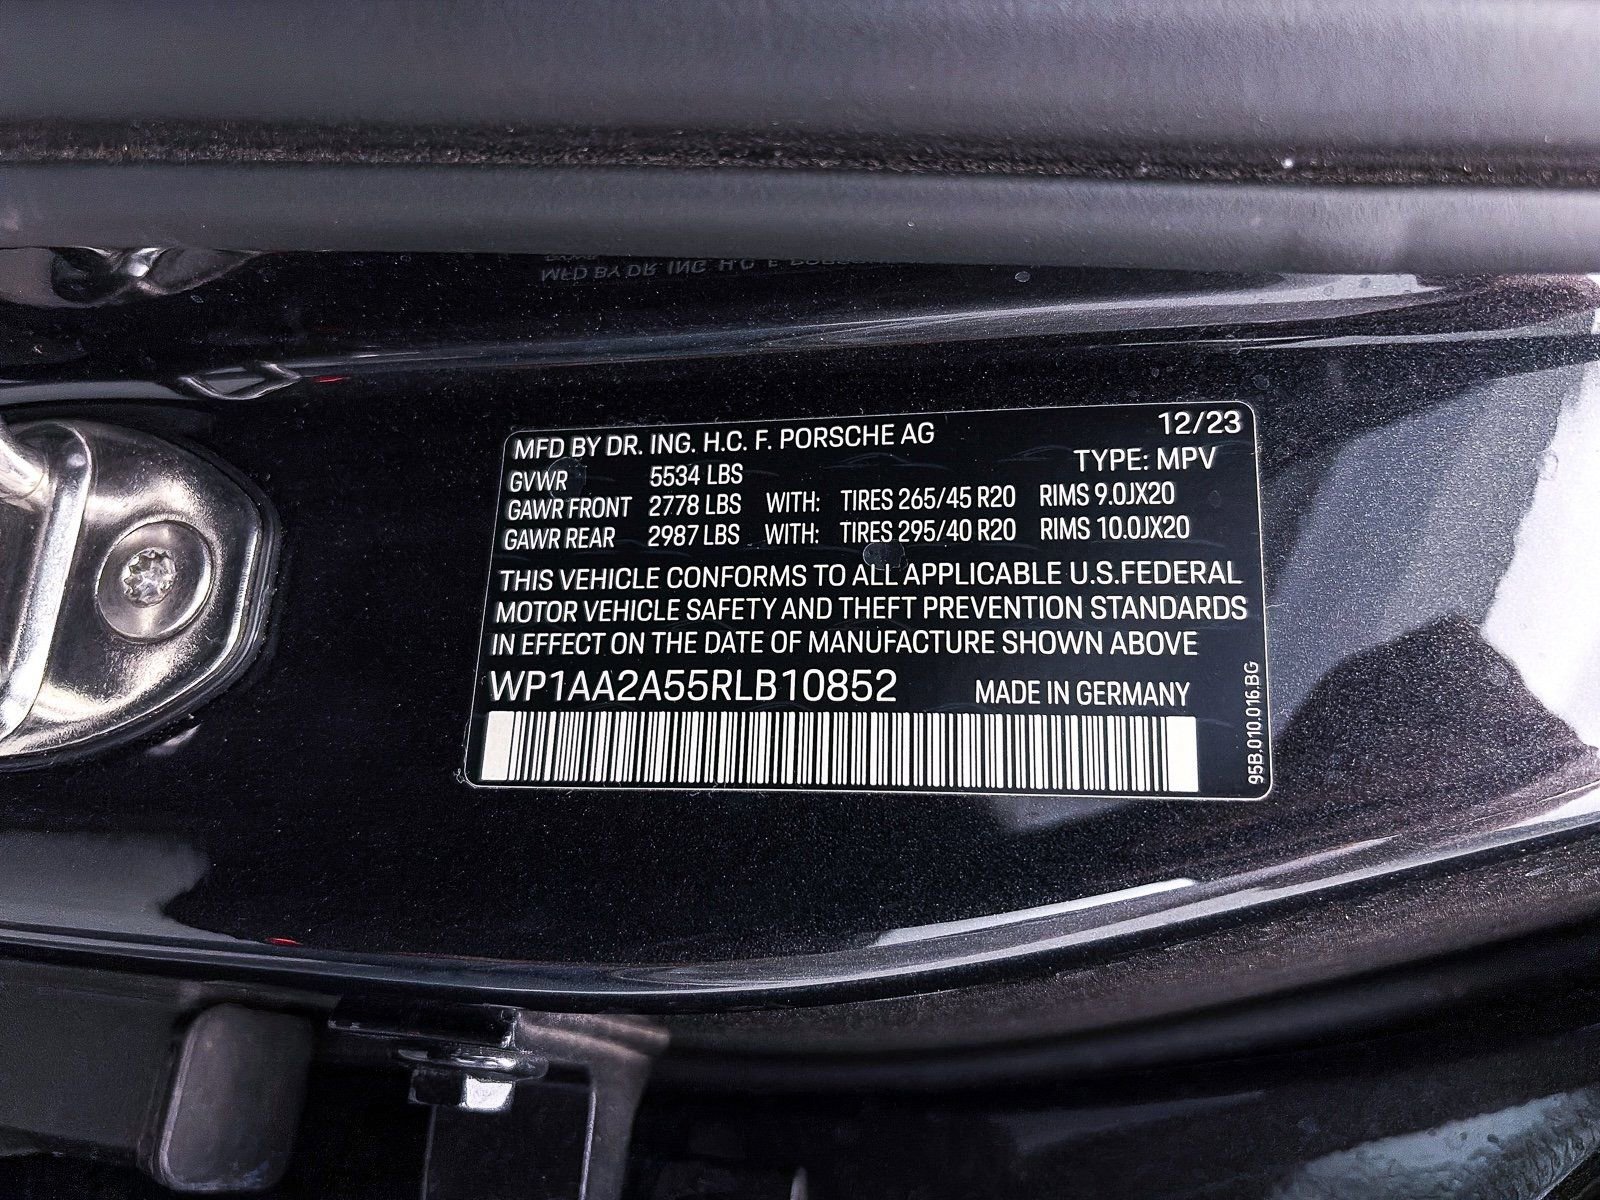 MFD BY DR. ING. H.C. F. PORSCHE AG 12/23
TYPE: MPV
GVWR 5534 LBS
GAWR FRONT 2778 LBS WITH: TIRES 265/45 R20 RIMS 9.0JX20
GAWR REAR 2987 LBS WITH: TIRES 295/40 R20 RIMS 10.0JX20
THIS VEHICLE CONFORMS TO ALL APPLICABLE U.S.FEDERAL
MOTOR VEHICLE SAFETY AND THEFT PREVENTION STANDARDS
IN EFFECT ON THE DATE OF MANUFACTURE SHOWN ABOVE
WP1AA2A55RLB10852 MADE IN GERMANY
95B.010.016.BG